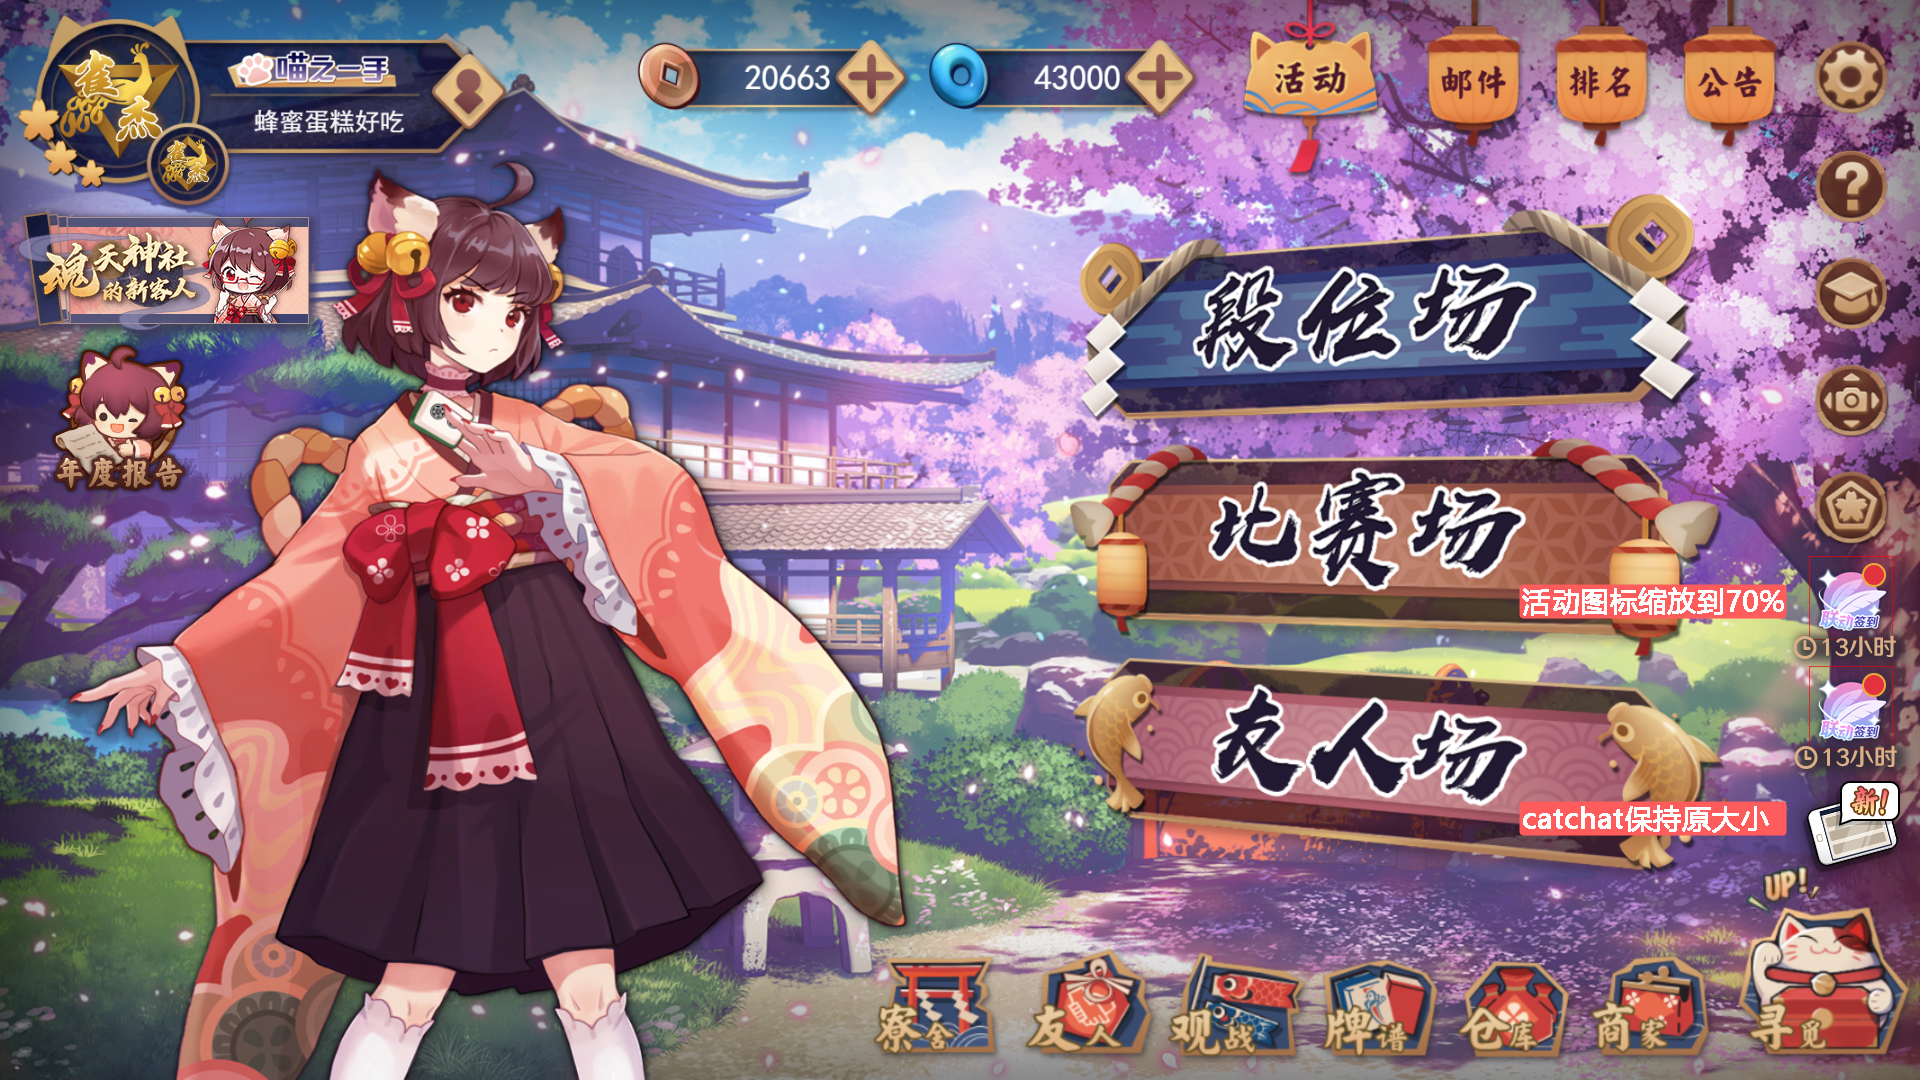 雀杰
喵之一手
蜂蜜蛋糕好吃
雀杰
20663
43000
活动
邮件
排名
公告
魂天神社
的新客人
年度报告
段位场
比赛场
活动图标缩放到70%
联动签到
13小时
联动签到
13小时
友人场
catchat保持原大小
新!
UP!
寮舍
友人
观战
牌谱
仓库
商家
寻觅